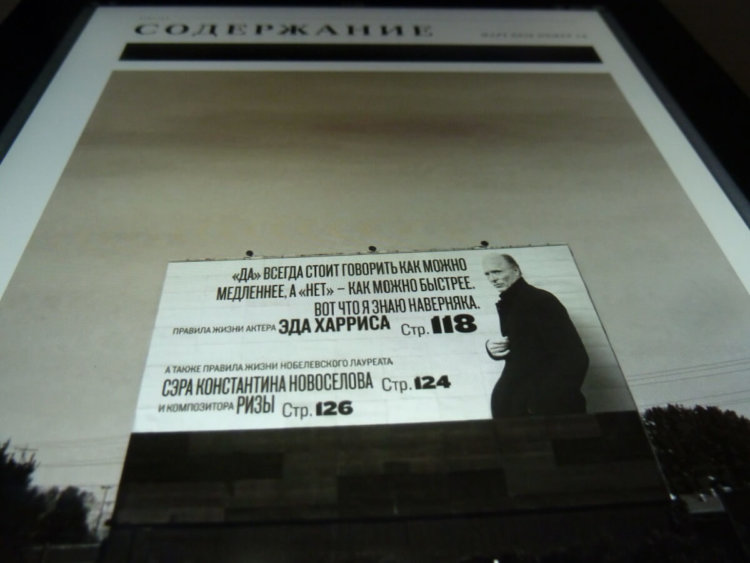 СОДЕРЖАНИЕ
«ДА» ВСЕГДА СТОИТ ГОВОРИТЬ КАК МОЖНО
МЕДЛЕННЕЕ, А «НЕТ» – КАК МОЖНО БЫСТРЕЕ.
ВОТ ЧТО Я ЗНАЮ НАВЕРНЯКА.
ПРАВИЛА ЖИЗНИ АКТЕРА ЭДА ХАРРИСА Стр. 118
А ТАКЖЕ ПРАВИЛА ЖИЗНИ НОБЕЛЕВСКОГО ЛАУРЕАТА
СЭРА КОНСТАНТИНА НОВОСЕЛОВА Стр. 124
И КОМПОЗИТОРА РИЗЫ Стр. 126